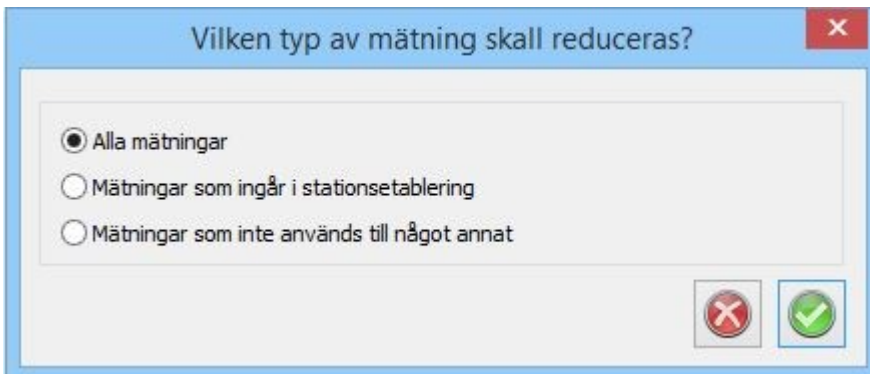 Vilken typ av mätning skall reduceras?
Alla mätningar
Mätningar som ingår i stationsetablering
Mätningar som inte används till något annat